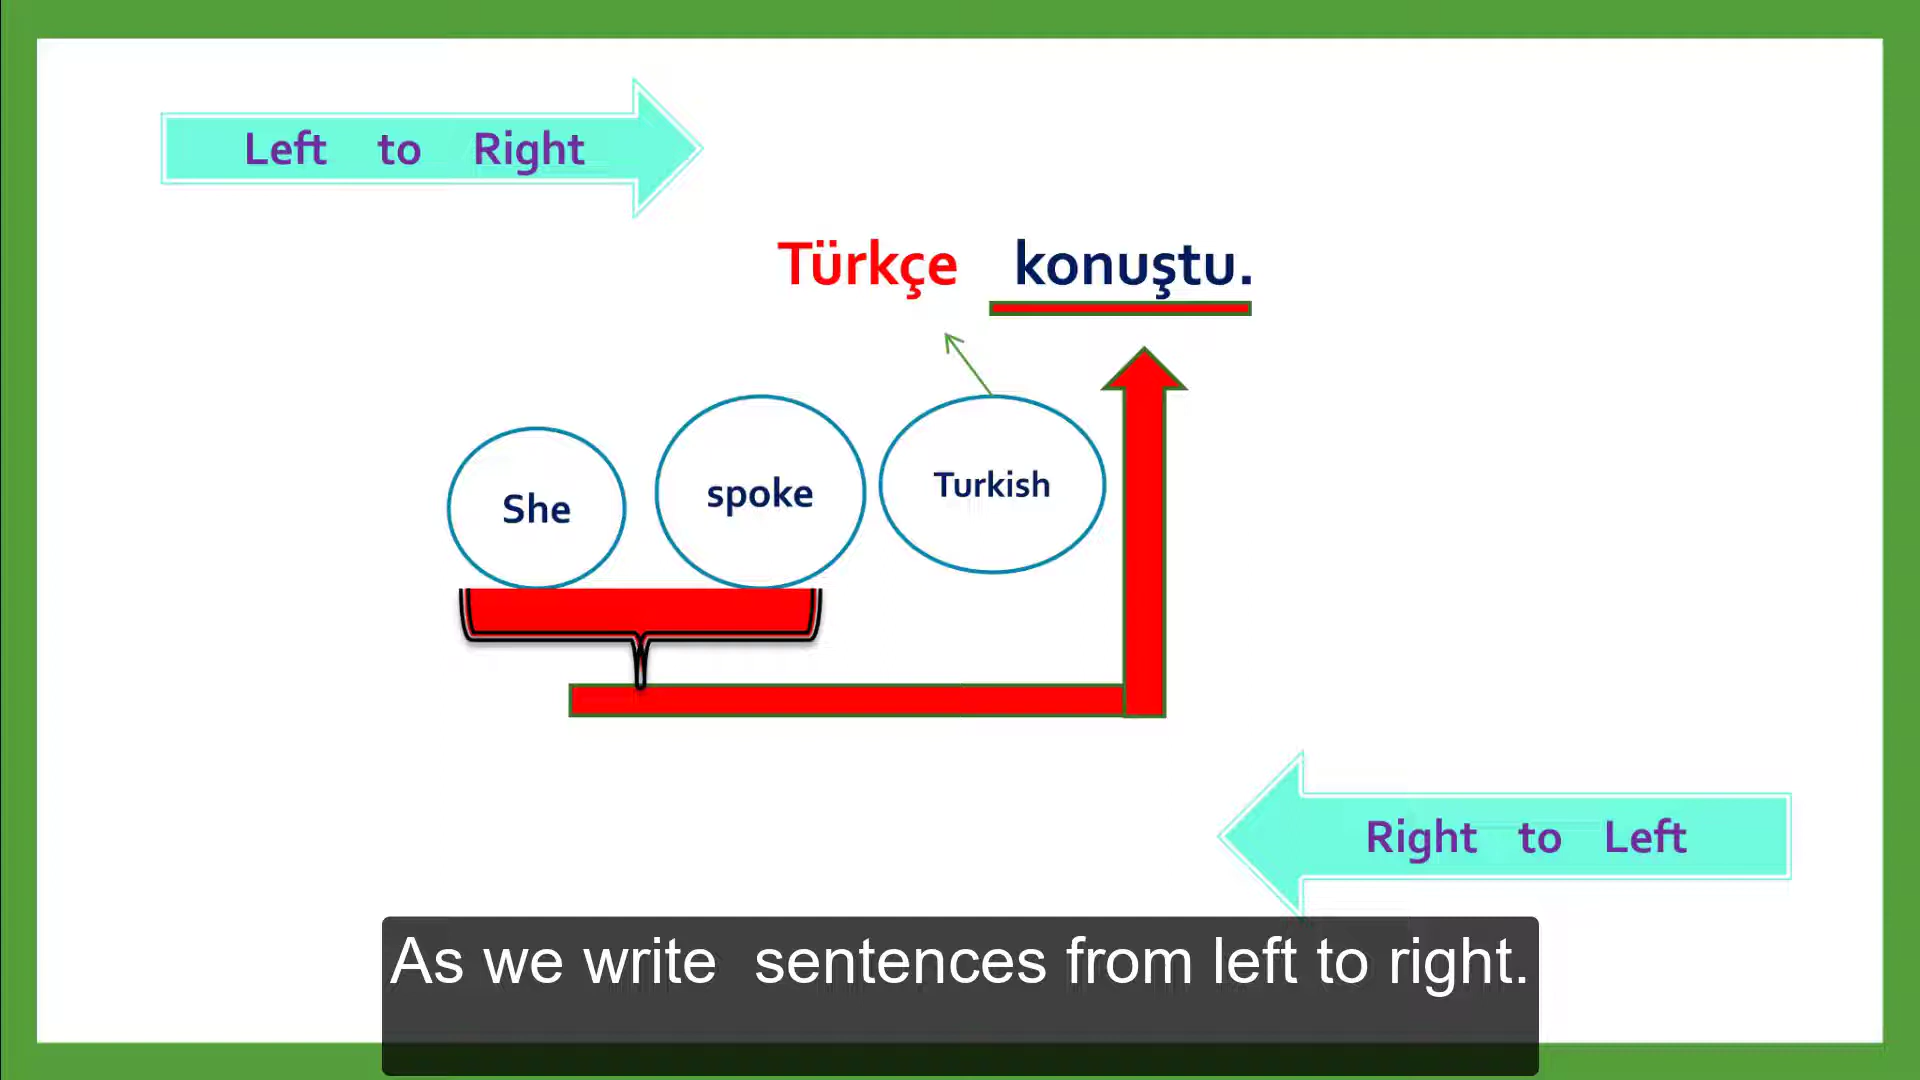 Left to Right
Türkçe konuştu.
She spoke Turkish
Right to Left
As we write sentences from left to right.